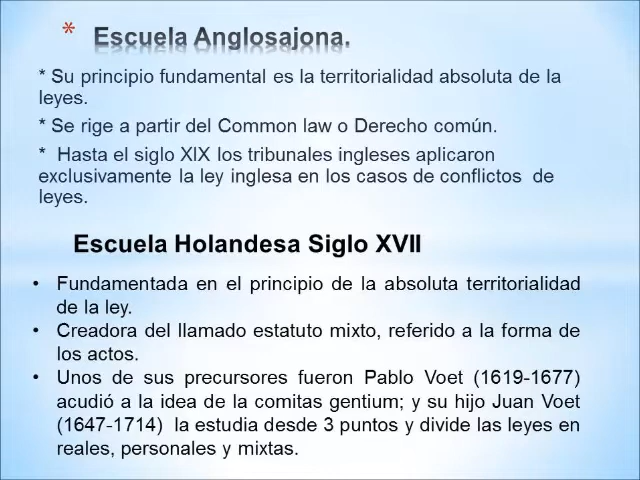 * Escuela Anglosajona.
* Su principio fundamental es la territorialidad absoluta de la
leyes.
* Se rige a partir del Common law o Derecho común.
* Hasta el siglo XIX los tribunales ingleses aplicaron
exclusivamente la ley inglesa en los casos de conflictos de
leyes.
Escuela Holandesa Siglo XVII
• Fundamentada en el principio de la absoluta territorialidad
de la ley.
• Creadora del llamado estatuto mixto, referido a la forma de
los actos.
• Unos de sus precursores fueron Pablo Voet (1619-1677)
acudió a la idea de la comitas gentium; y su hijo Juan Voet
(1647-1714) la estudia desde 3 puntos y divide las leyes en
reales, personales y mixtas.